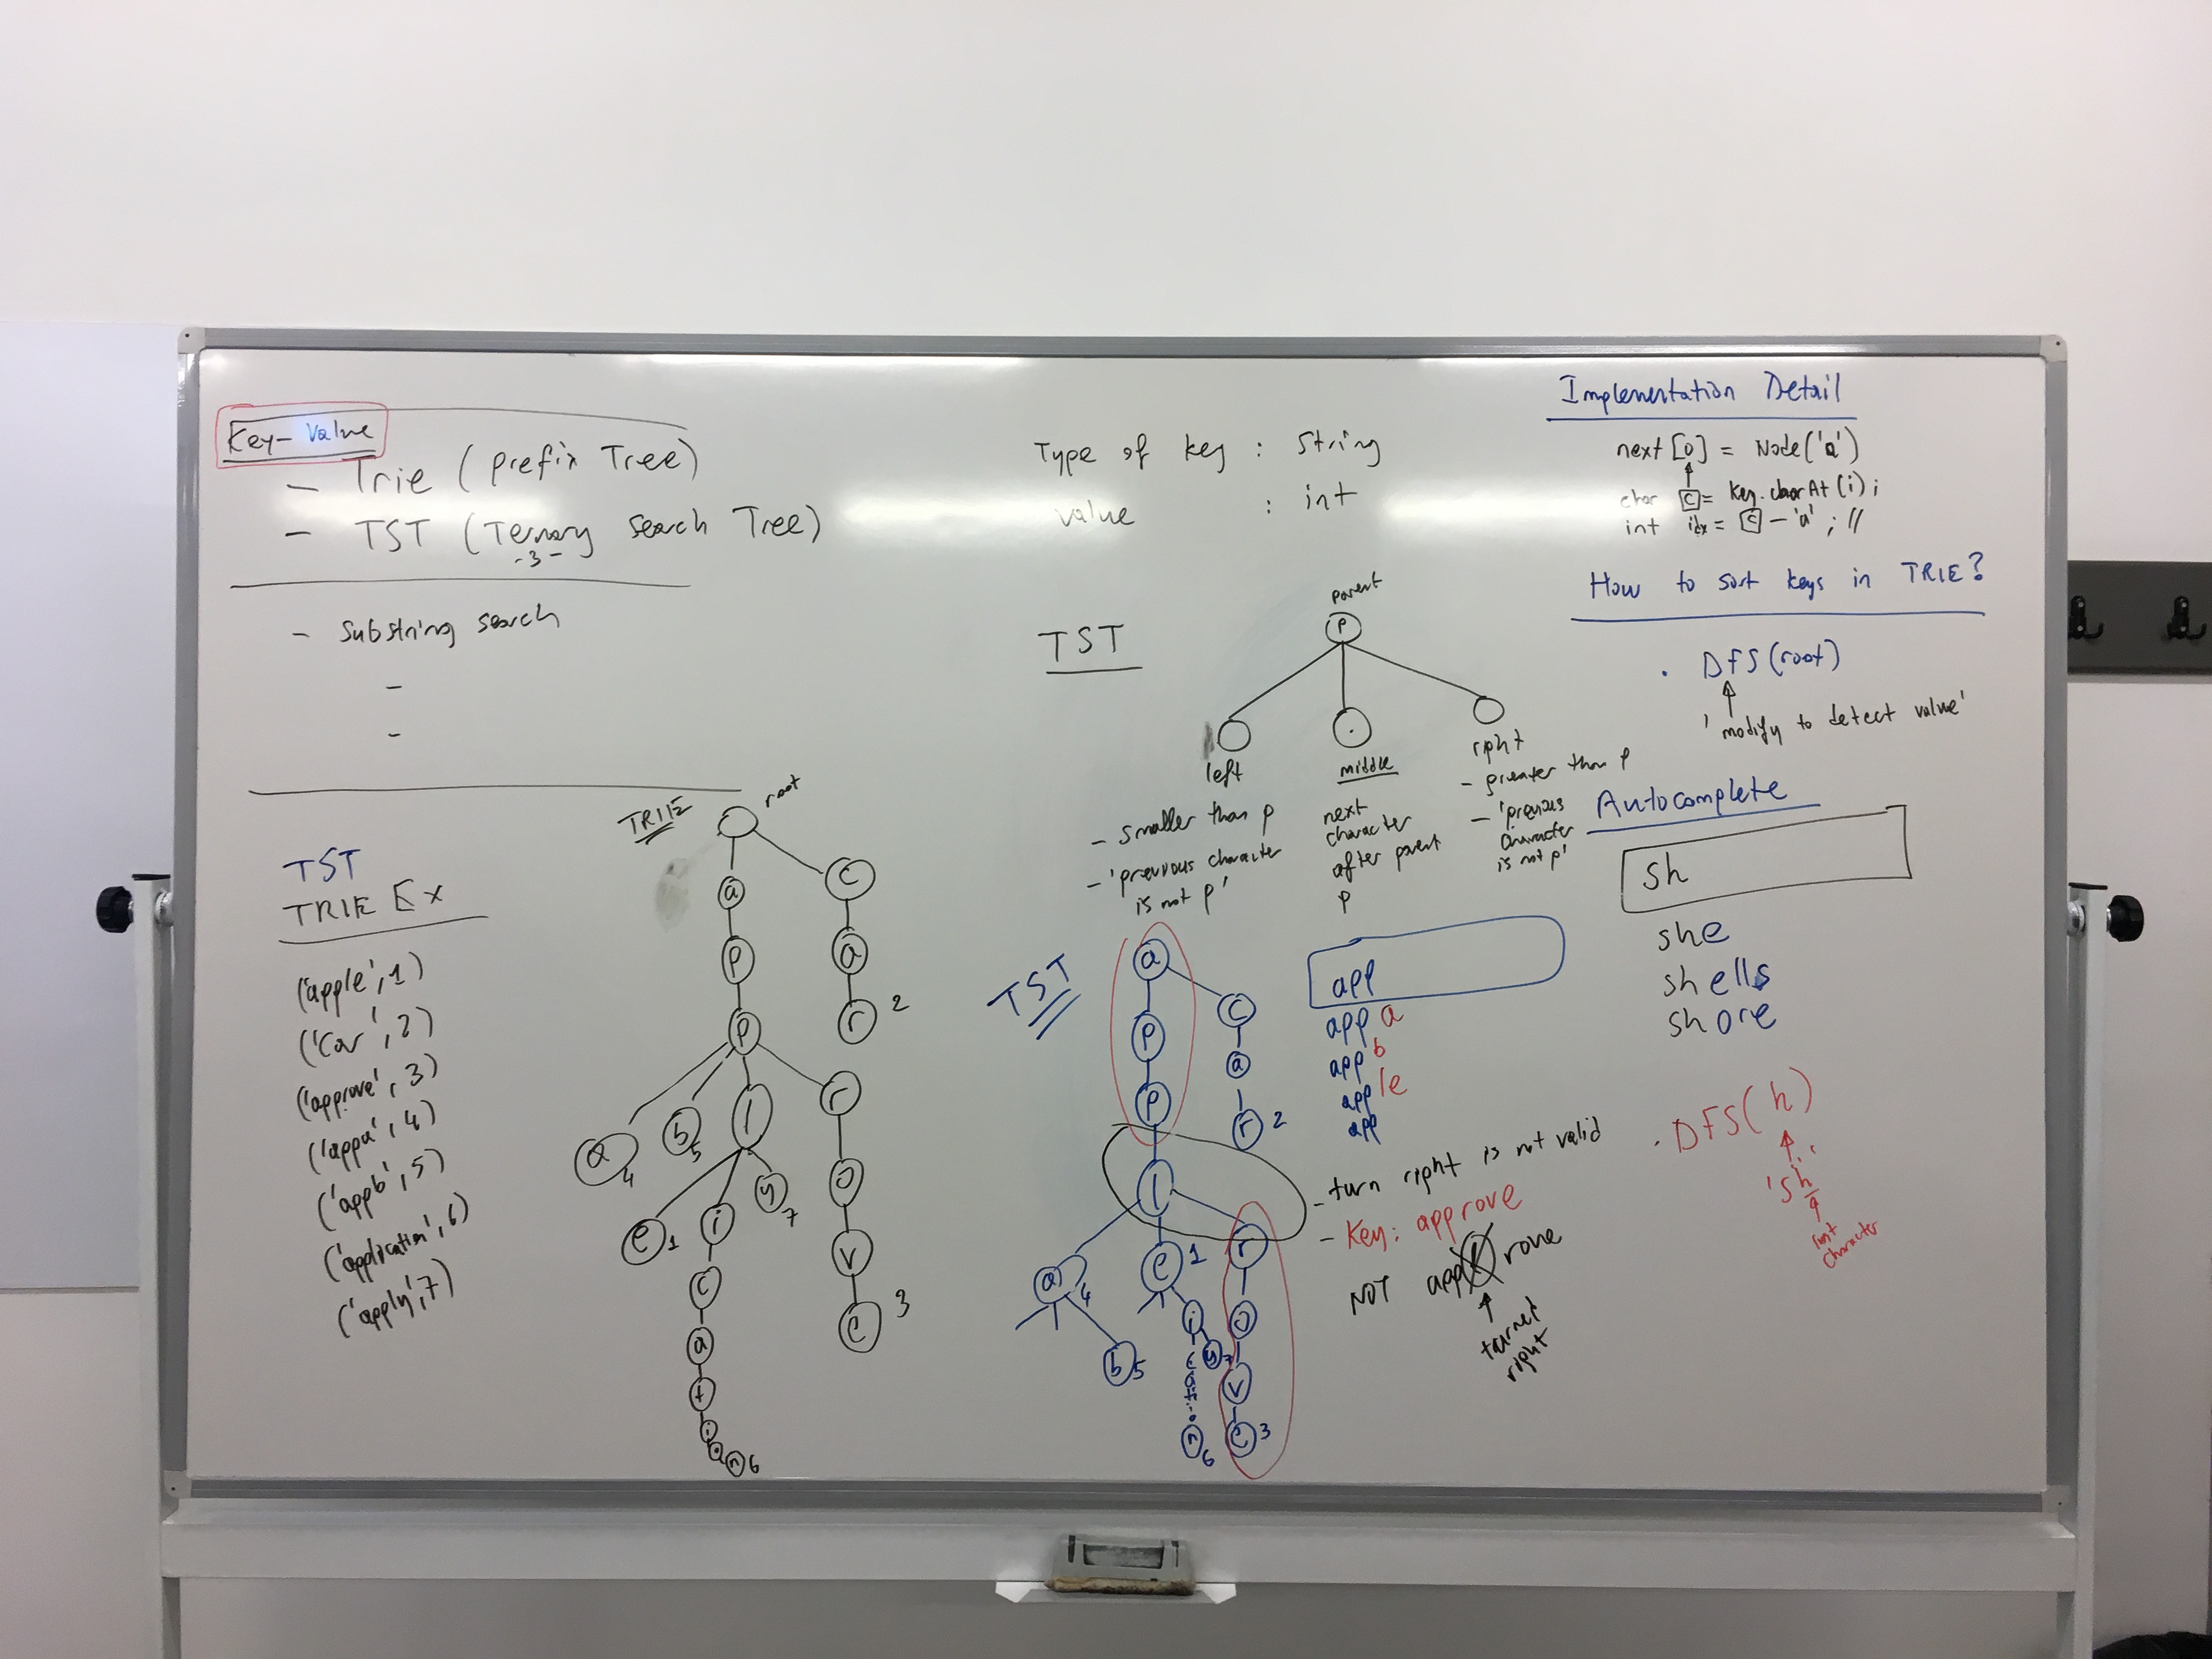 Key-Value
- Trie (prefix Tree)
- TST (Ternary search Tree)
-3-
- Substring search
-
-
TST
TRIE Ex
('apple',1)
('car',2)
('approve',3)
('appa',4)
('appb',5)
('application',6)
('apply',7)
TRIE
root
a
c
p
a
p
r 2
a 4
b 5
l
r
e 1
i
y 7
o
c
v
a
e 3
t
i
o
n 6
Type of key : String
value : int
TST
parent
p
left
- smaller than p
- 'previous character
is not p'
middle
next
character
after parent
p
right
- greater than p
- 'previous
character
is not p'
TST
a
c
p
a
p
r 2
l
a 4
e 1
r
b 5
i
y 7
o
c
a
t
i
o
n 6
v
e 3
app
app a
app b
app le
app
- turn right is not valid
- Key: approve
NOT app l rove
turned
right
Implementation Detail
next [0] = Node('a')
char c = key.charAt(i);
int idx = c - 'a'; //
How to sort keys in TRIE?
. DFS(root)
'modify to detect value'
Autocomplete
sh
she
shells
shore
. DFS(h)
'sh'
character